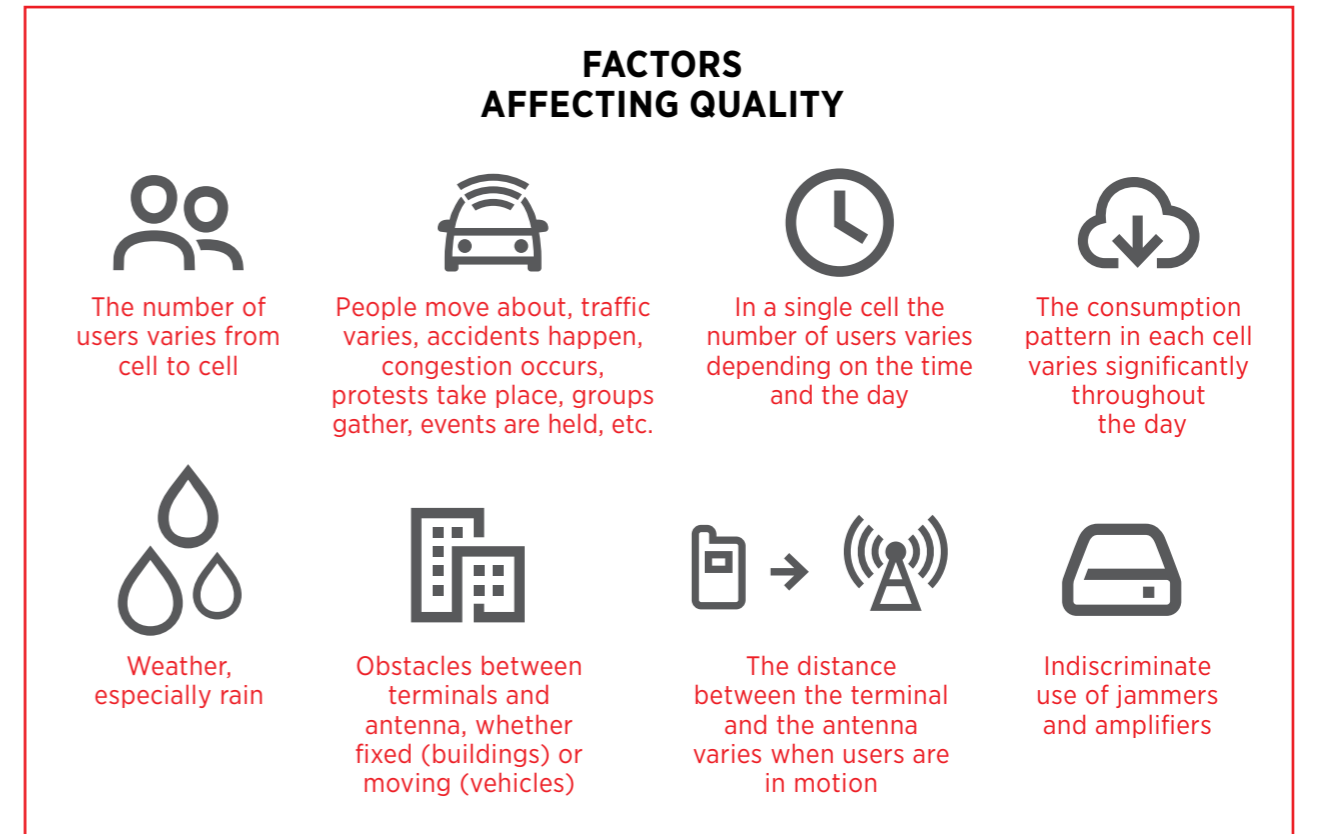 FACTORS
AFFECTING QUALITY
The number of
users varies from
cell to cell
People move about, traffic
varies, accidents happen,
congestion occurs,
protests take place, groups
gather, events are held, etc.
In a single cell the
number of users varies
depending on the time
and the day
The consumption
pattern in each cell
varies significantly
throughout
the day
Weather,
especially rain
Obstacles between
terminals and
antenna, whether
fixed (buildings) or
moving (vehicles)
The distance
between the terminal
and the antenna
varies when users are
in motion
Indiscriminate
use of jammers
and amplifiers